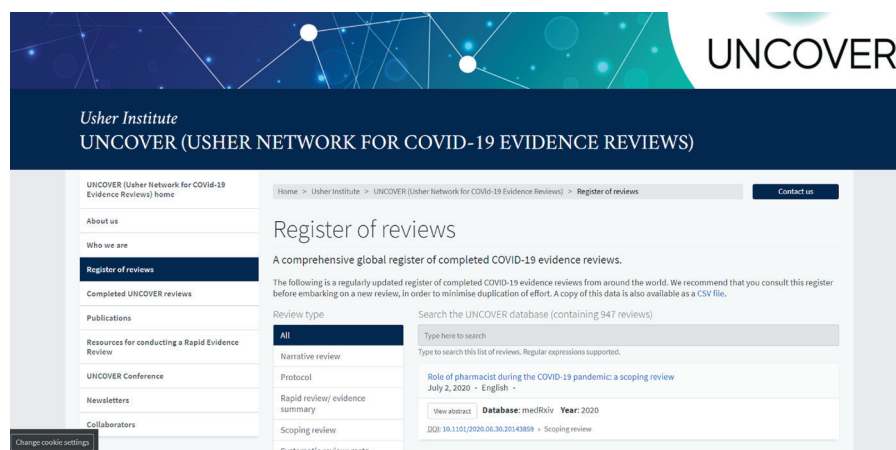 UNCOVER
Usher Institute
UNCOVER (USHER NETWORK FOR COVID-19 EVIDENCE REVIEWS)
UNCOVER (Usher Network for COVId-19
Evidence Reviews) home
About us
Who we are
Register of reviews
Completed UNCOVER reviews
Publications
Resources for conducting a Rapid Evidence
Review
UNCOVER Conference
Newsletters
Collaborators
Change cookie settings
Home > Usher Institute > UNCOVER (Usher Network for COVId-19 Evidence Reviews) > Register of reviews
Contact us
Register of reviews
A comprehensive global register of completed COVID-19 evidence reviews.
The following is a regularly updated register of completed COVID-19 evidence reviews from around the world. We recommend that you consult this register
before embarking on a new review, in order to minimise duplication of effort. A copy of this data is also available as a CSV file.
Review type
All
Narrative review
Protocol
Rapid review/ evidence
summary
Scoping review
Search the UNCOVER database (containing 947 reviews)
Type here to search
Type to search this list of reviews. Regular expressions supported.
Role of pharmacist during the COVID-19 pandemic: a scoping review
July 2, 2020 • English •
View abstract Database: medRxiv Year: 2020
DOI: 10.1101/2020.06.30.20143859 • Scoping review